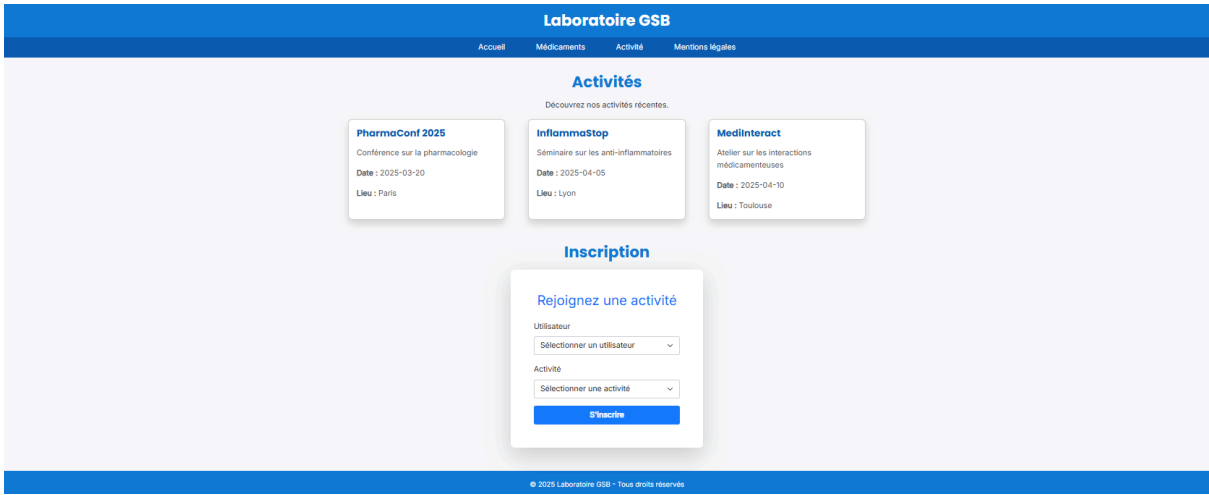 Laboratoire GSB
Accueil Médicaments Activité Mentions légales
Activités
Découvrez nos activités récentes.
PharmaConf 2025
Conférence sur la pharmacologie
Date : 2025-03-20
Lieu : Paris
InflammaStop
Séminaire sur les anti-inflammatoires
Date : 2025-04-05
Lieu : Lyon
MediInteract
Atelier sur les interactions
médicamenteuses
Date : 2025-04-10
Lieu : Toulouse
Inscription
Rejoignez une activité
Utilisateur
Sélectionner un utilisateur
Activité
Sélectionner une activité
S'inscrire
© 2025 Laboratoire GSB - Tous droits réservés